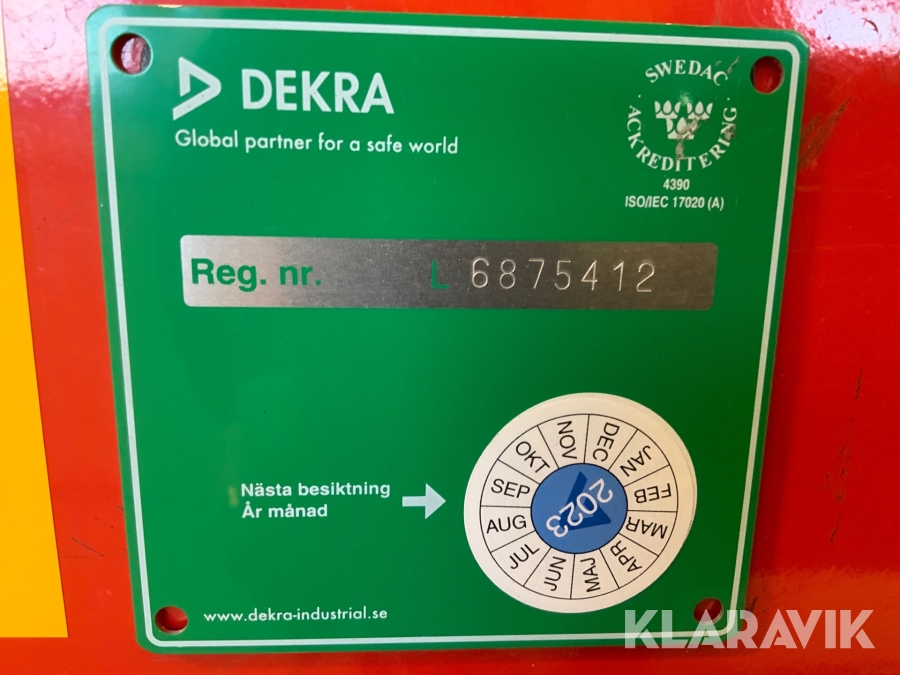 DEKRA
Global partner for a safe world
SWEDAC
ACKREDITERING
4390
ISO/IEC 17020 (A)
Reg. nr. L 6875412
Nästa besiktning
År månad
JAN
FEB
MAR
APR
MAJ
JUN
JUL
AUG
SEP
OKT
NOV
DEC
2023
www.dekra-industrial.se
KLARAVIK